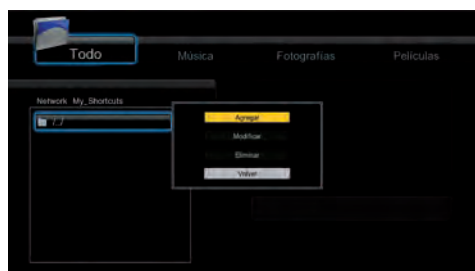 Todo Música Fotografías Películas
Network My_Shortcuts
[..]
Agregar
Modificar
Eliminar
Volver